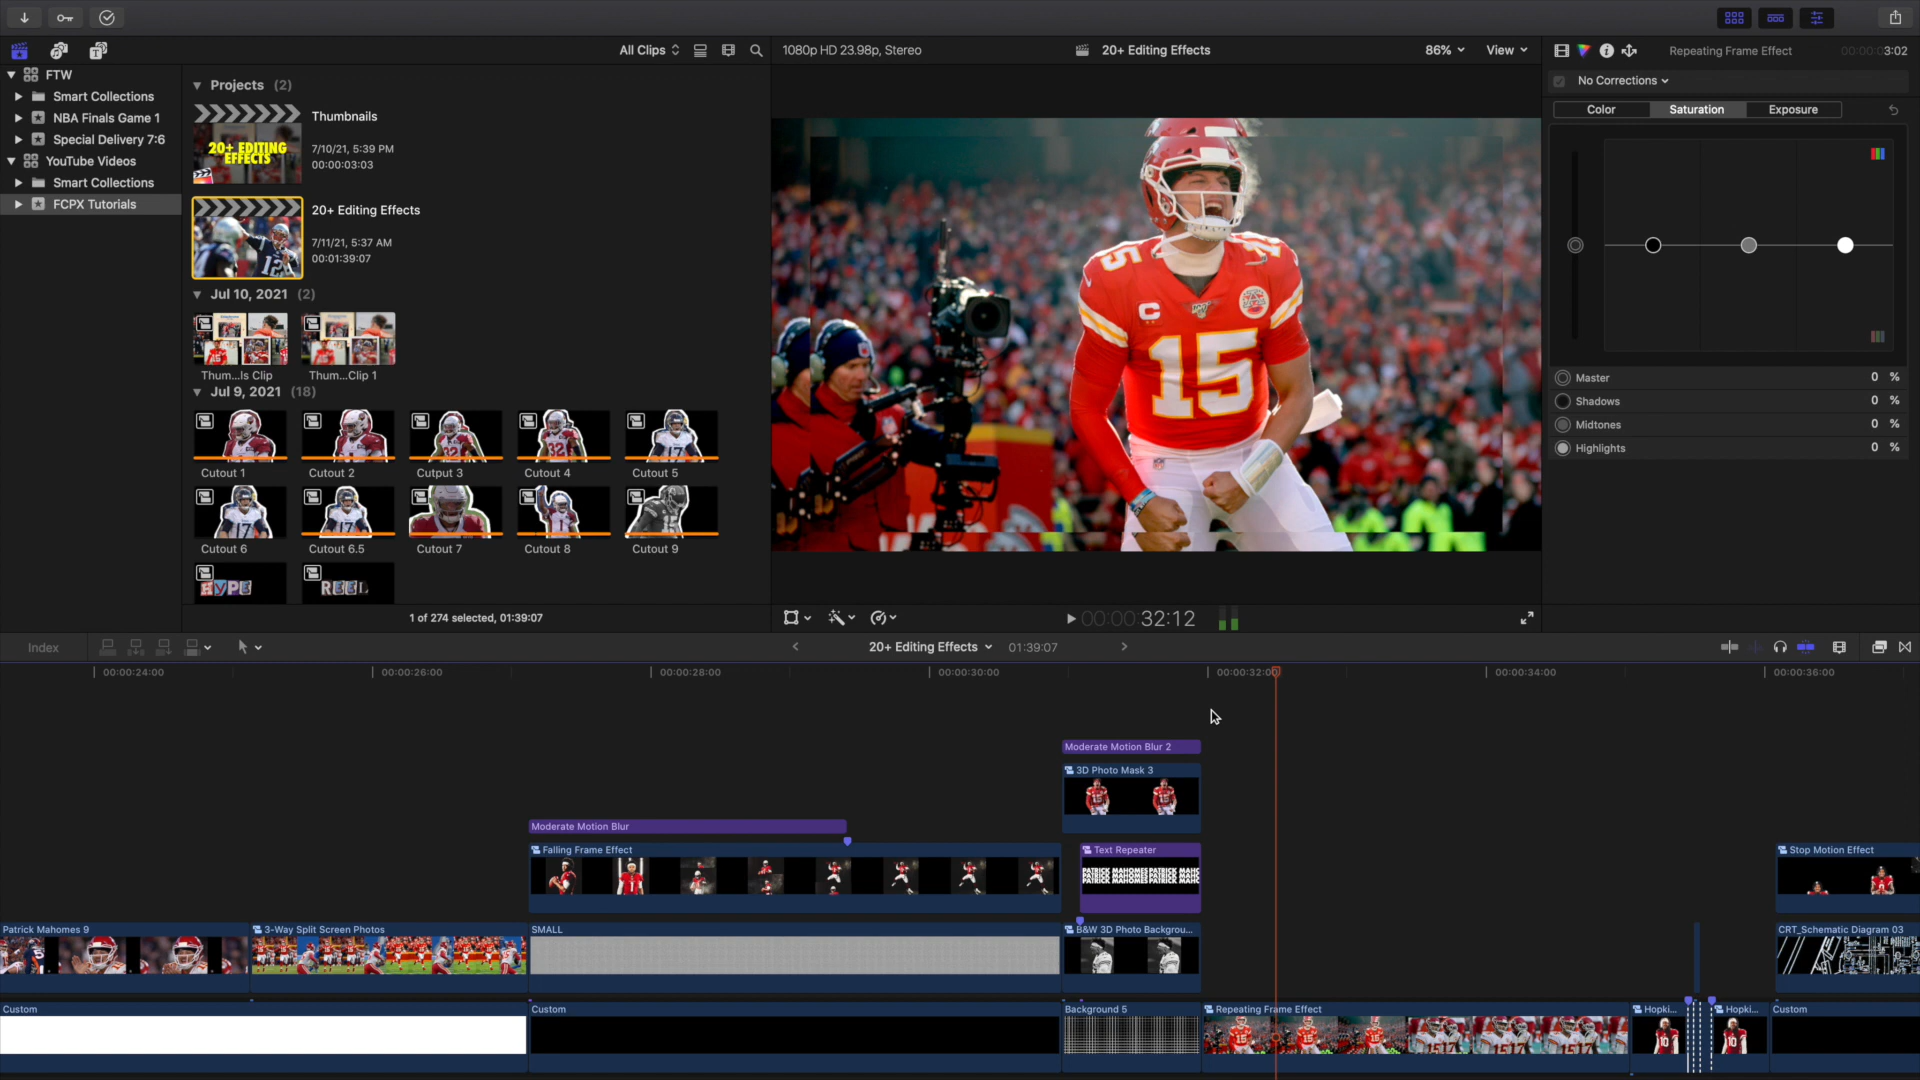 All Clips
1080p HD 23.98p, Stereo
20+ Editing Effects
86%
View
Repeating Frame Effect
00:00:03:02
FTW
Smart Collections
NBA Finals Game 1
Special Delivery 7:6
YouTube Videos
Smart Collections
FCPX Tutorials
Projects (2)
20+ EDITING
EFFECTS
Thumbnails
7/10/21, 5:39 PM
00:00:03:03
20+ Editing Effects
7/11/21, 5:37 AM
00:01:39:07
12
Jul 10, 2021 (2)
Thum...ls Clip
Thum...Clip 1
Jul 9, 2021 (18)
Cutout 1
Cutout 2
Cutput 3
Cutout 4
Cutout 5
Cutout 6
Cutout 6.5
Cutout 7
Cutout 8
Cutout 9
HYPE
REEL
1 of 274 selected, 01:39:07
15
C
15
00:00:32:12
No Corrections
Color
Saturation
Exposure
Master 0 %
Shadows 0 %
Midtones 0 %
Highlights 0 %
Index
20+ Editing Effects
01:39:07
00:00:24:00
00:00:26:00
00:00:28:00
00:00:30:00
00:00:32:00
00:00:34:00
00:00:36:00
Moderate Motion Blur 2
3D Photo Mask 3
Moderate Motion Blur
Falling Frame Effect
Text Repeater
PATRICK MAHOMES PATRICK MAHO
PATRICK MAHOMES PATRICK MAHO
Stop Motion Effect
Patrick Mahomes 9
3-Way Split Screen Photos
SMALL
B&W 3D Photo Backgrou...
CRT_Schematic Diagram 03
Custom
Custom
Background 5
Repeating Frame Effect
Hopki...
Hopki...
Custom